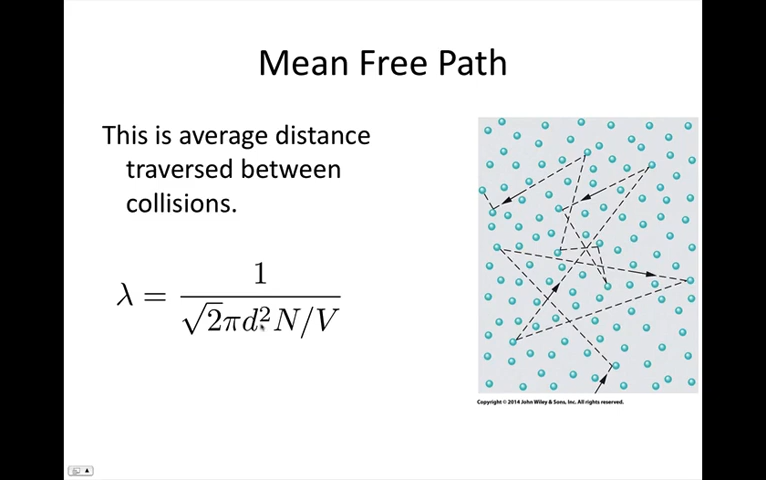 Mean Free Path
This is average distance
traversed between
collisions.
λ = 1 / (√2πd²N/V)
Copyright © 2014 John Wiley & Sons, Inc. All rights reserved.